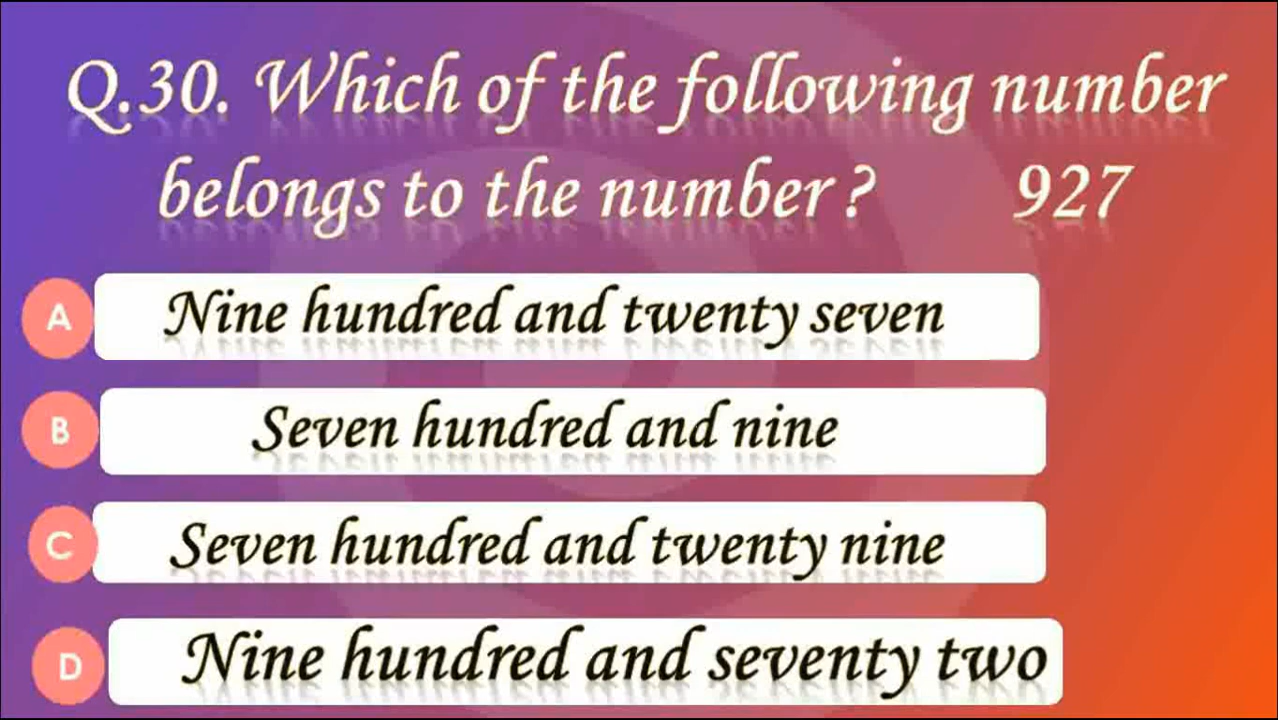 Q.30. Which of the following number
belongs to the number ? 927
A Nine hundred and twenty seven
B Seven hundred and nine
C Seven hundred and twenty nine
D Nine hundred and seventy two